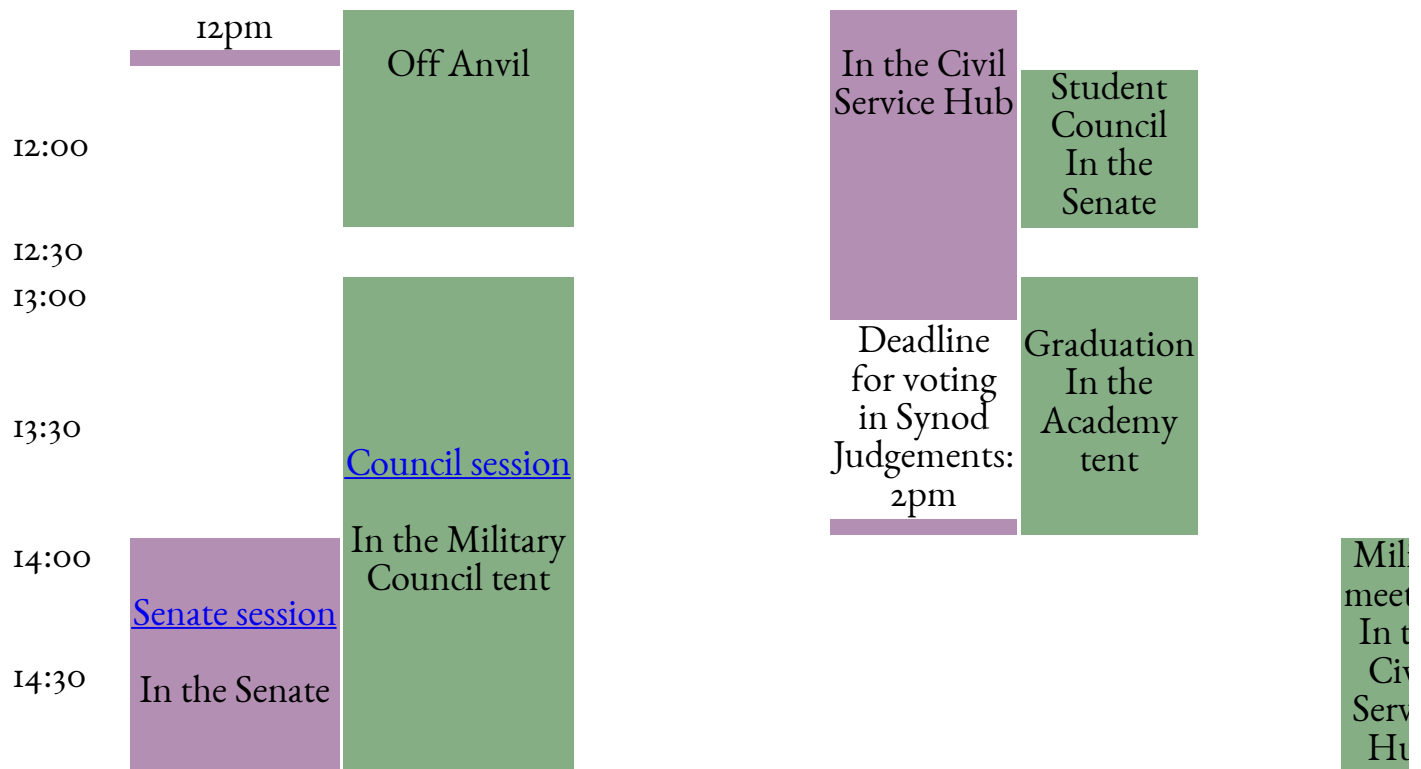 12pm
Off Anvil
In the Civil
Service Hub
Student
Council
In the
Senate
12:00
12:30
13:00
Deadline
for voting
in Synod
Judgements:
2pm
Graduation
In the
Academy
tent
13:30
Council session
In the Military
Council tent
14:00
Senate session
In the Senate
14:30
In